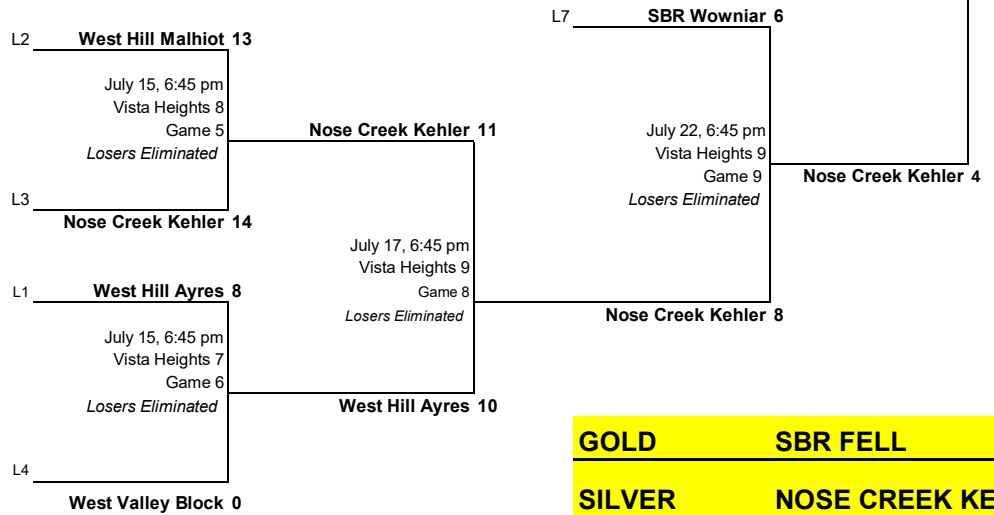 L7 SBR Wowniar 6
L2 West Hill Malhiot 13
July 15, 6:45 pm
Vista Heights 8
Game 5
Losers Eliminated
Nose Creek Kehler 11
July 22, 6:45 pm
Vista Heights 9
Game 9
Losers Eliminated
Nose Creek Kehler 4
L3
Nose Creek Kehler 14
July 17, 6:45 pm
Vista Heights 9
Game 8
Losers Eliminated
L1 West Hill Ayres 8
Nose Creek Kehler 8
July 15, 6:45 pm
Vista Heights 7
Game 6
Losers Eliminated
West Hill Ayres 10
L4
West Valley Block 0
GOLD SBR FELL
SILVER NOSE CREEK KE